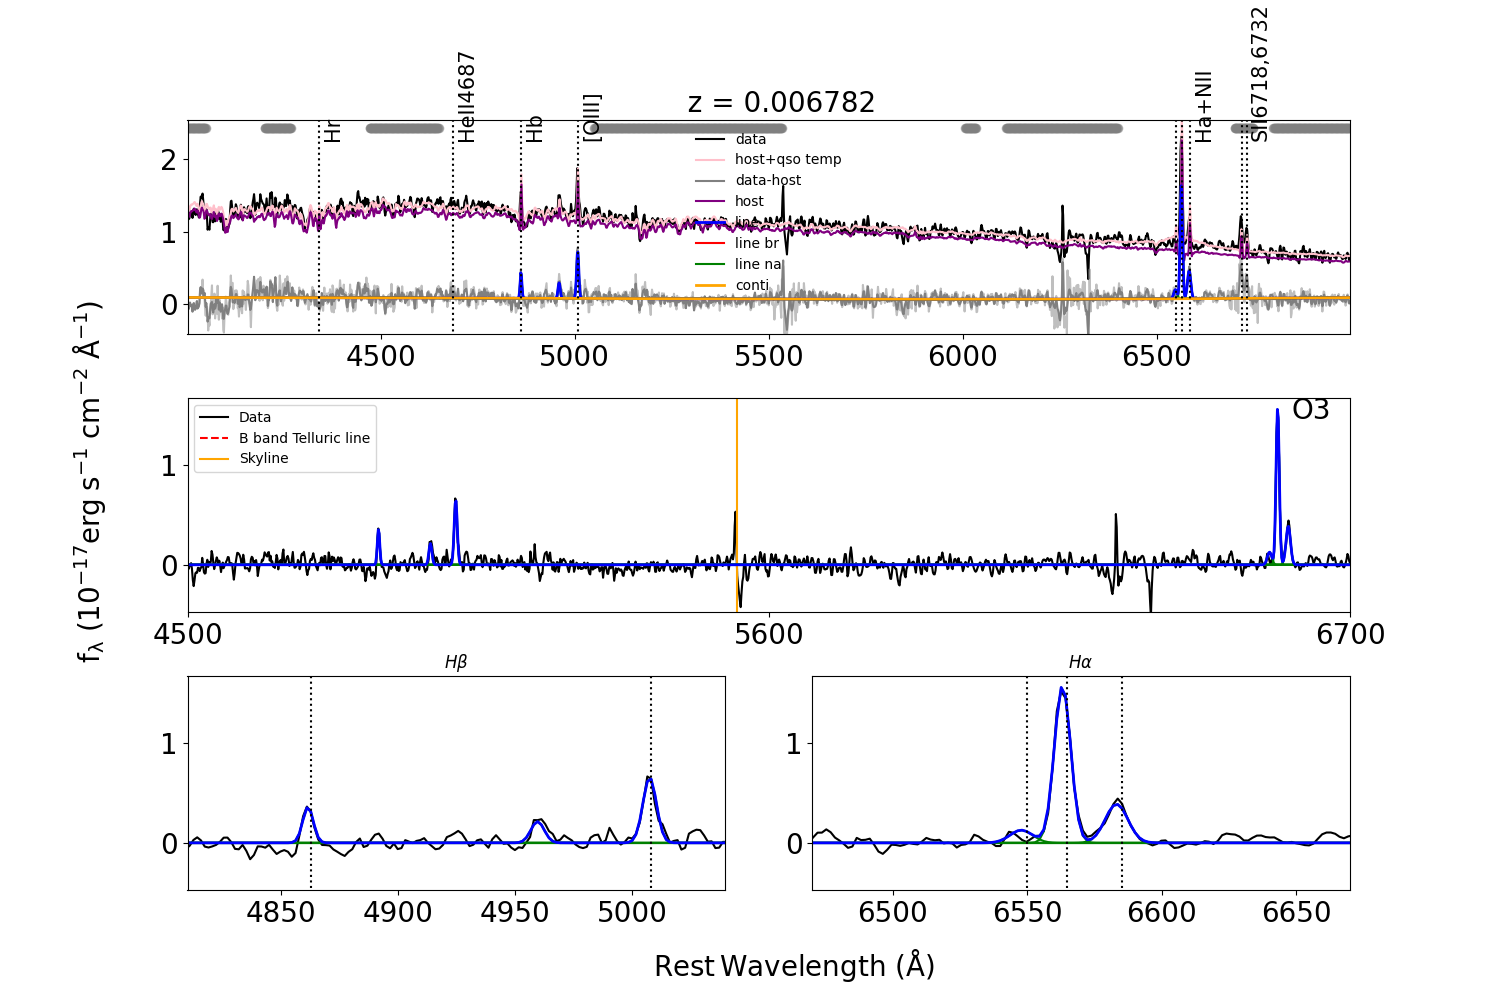 z = 0.006782
Hr
HeII4687
Hb
[OIII]
Ha+NII
SII6718,6732
data
host+qso temp
data-host
host
line
line br
line na
conti
2
1
0
4500
5000
5500
6000
6500
Data
B band Telluric line
Skyline
O3
1
0
4500
5600
6700
fλ (10⁻¹⁷erg s⁻¹ cm⁻² Å⁻¹)
Hβ
1
0
4850
4900
4950
5000
Hα
1
0
6500
6550
6600
6650
Rest Wavelength (Å)